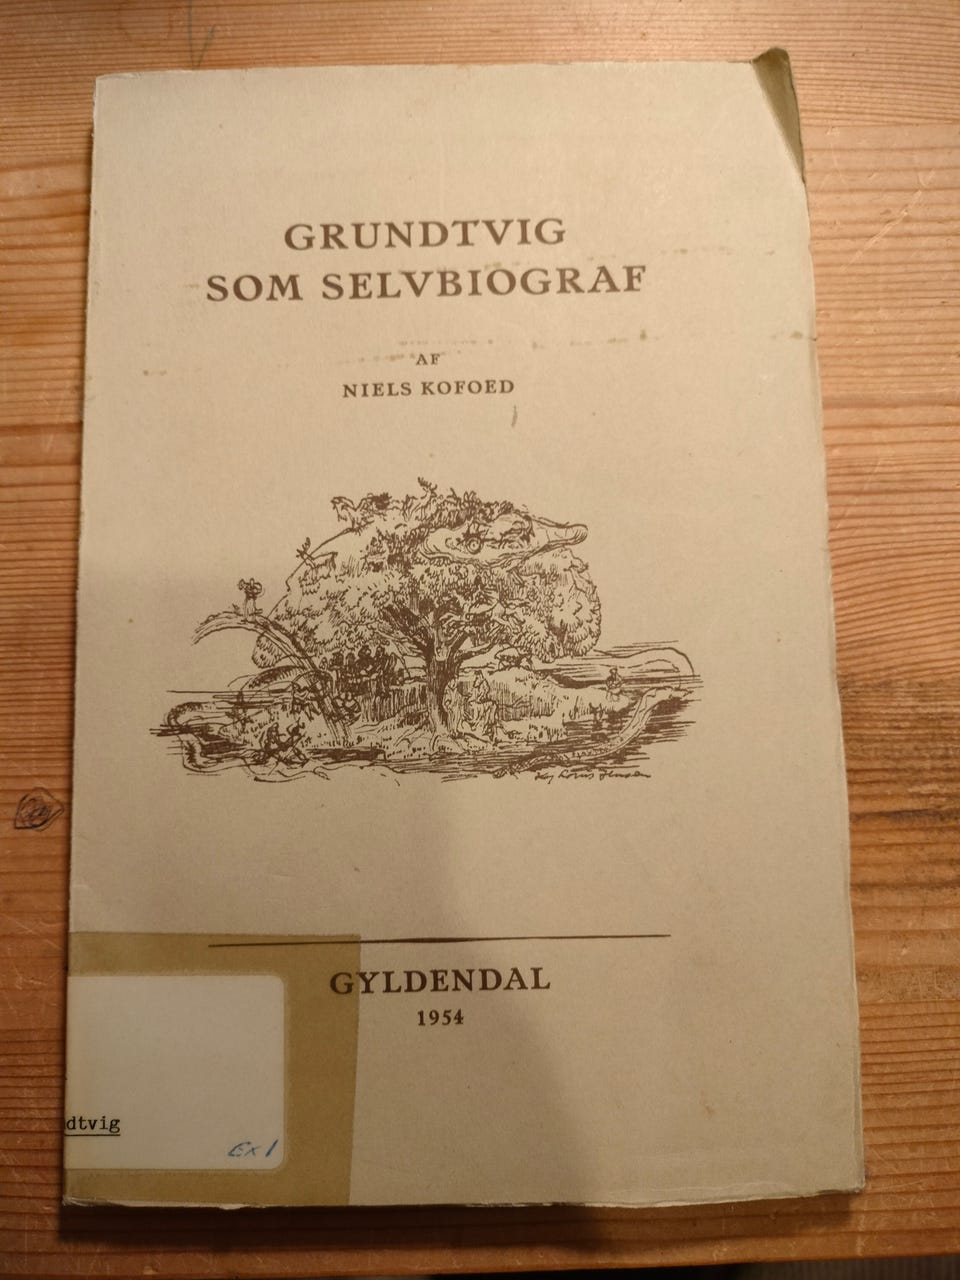 GRUNDTVIG
SOM SELVBIOGRAF
AF
NIELS KOFOED
GYLDENDAL
1954
dtvig
Ex 1